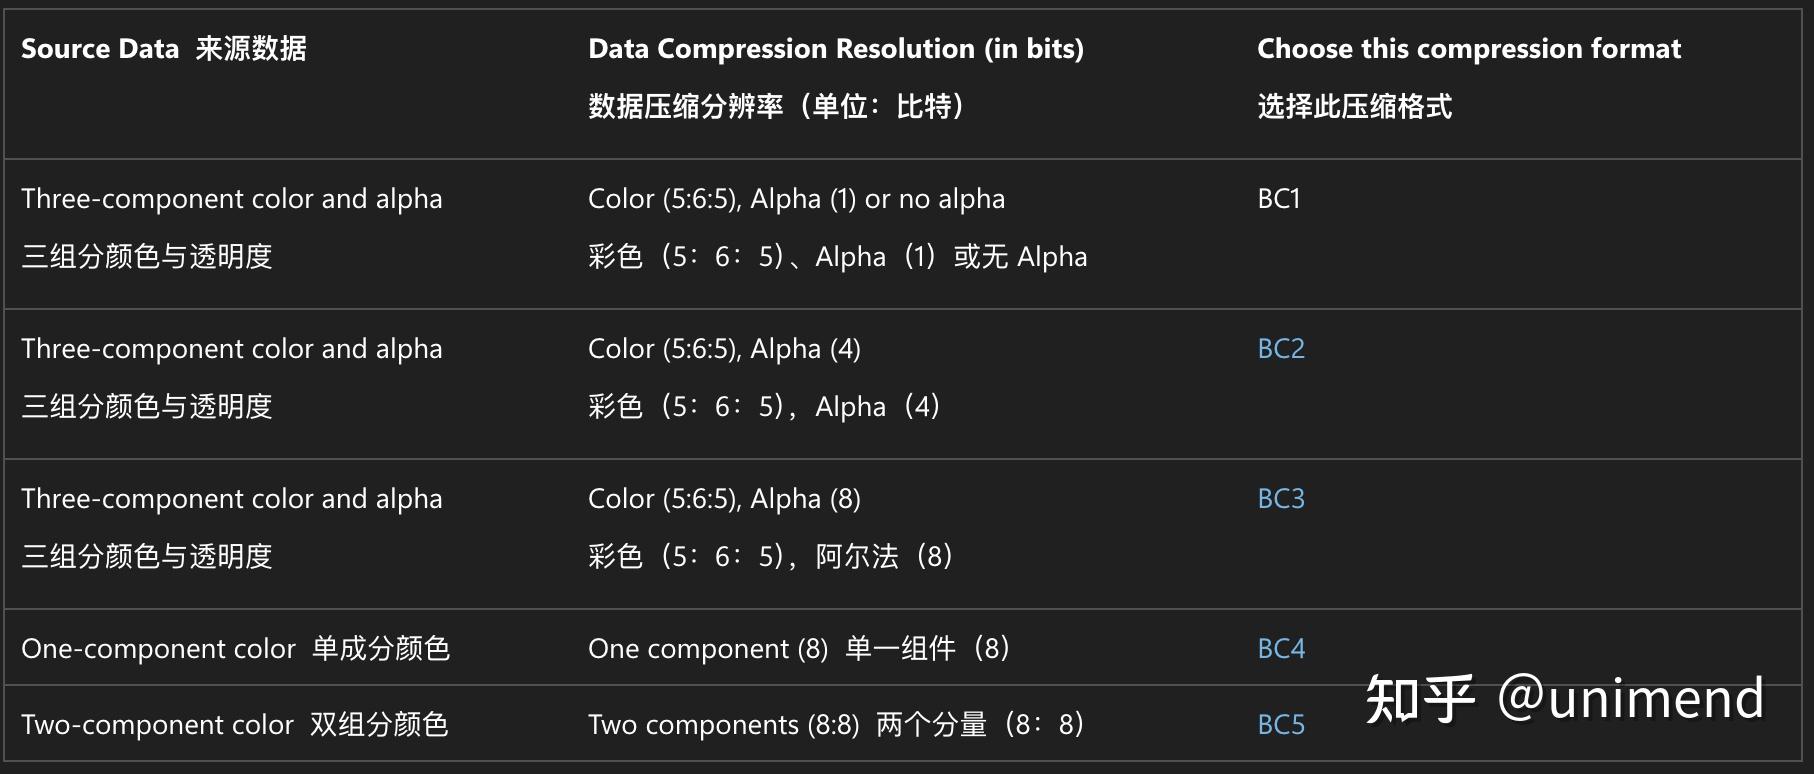 Source Data 来源数据
Data Compression Resolution (in bits)
数据压缩分辨率（单位：比特）
Choose this compression format
选择此压缩格式
Three-component color and alpha
三组分颜色与透明度
Color (5:6:5), Alpha (1) or no alpha
彩色（5：6：5）、Alpha（1）或无 Alpha
BC1
Three-component color and alpha
三组分颜色与透明度
Color (5:6:5), Alpha (4)
彩色（5：6：5），Alpha（4）
BC2
Three-component color and alpha
三组分颜色与透明度
Color (5:6:5), Alpha (8)
彩色（5：6：5），阿尔法（8）
BC3
One-component color 单成分颜色
One component (8) 单一组件（8）
BC4
Two-component color 双组分颜色
Two components (8:8) 两个分量（8：8）
BC5
知乎 @unimend